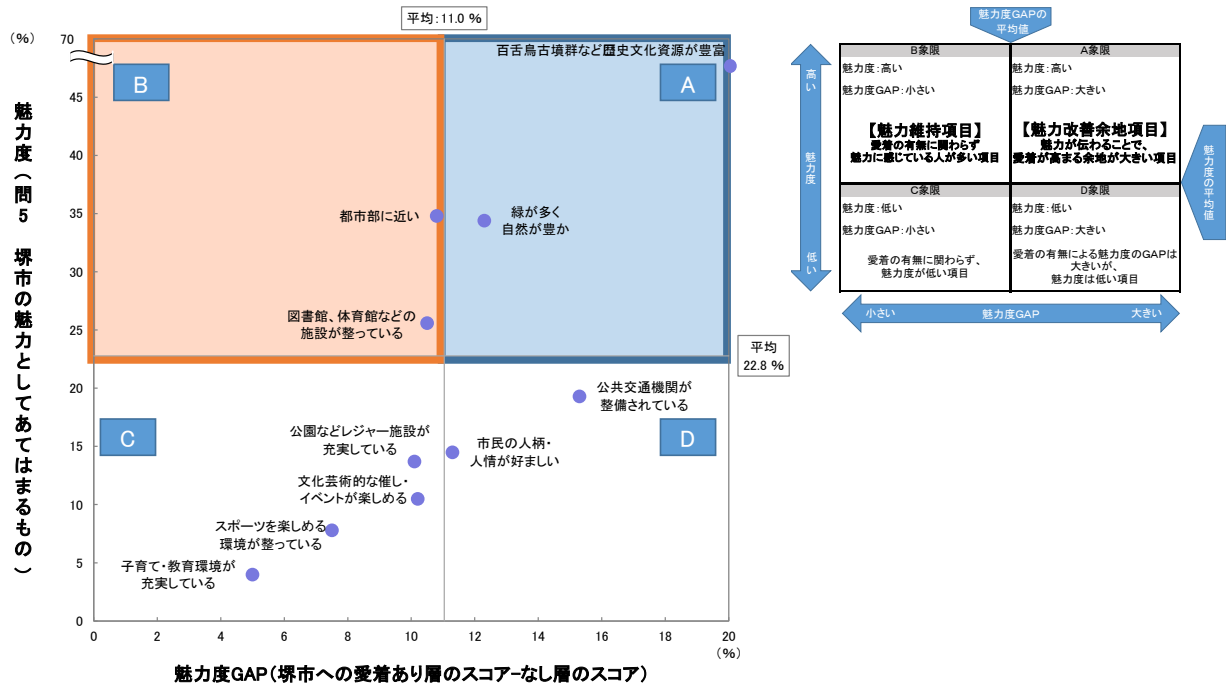 平均:11.0 %
(%)
70
45
40
35
30
25
20
15
10
5
0
0
2
4
6
8
10
12
14
16
18
20
(%)
魅力度(問5 堺市の魅力としてあてはまるもの)
魅力度GAP(堺市への愛着あり層のスコア-なし層のスコア)
B
A
C
D
百舌鳥古墳群など歴史文化資源が豊富
都市部に近い
緑が多く
自然が豊か
図書館、体育館などの
施設が整っている
平均
22.8 %
公共交通機関が
整備されている
公園などレジャー施設が
充実している
市民の人柄・
人情が好ましい
文化芸術的な催し・
イベントが楽しめる
スポーツを楽しめる
環境が整っている
子育て・教育環境が
充実している
魅力度GAPの
平均値
高い
魅力度
低い
B象限
魅力度:高い
魅力度GAP:小さい
【魅力維持項目】
愛着の有無に関わらず
魅力に感じている人が多い項目
A象限
魅力度:高い
魅力度GAP:大きい
【魅力改善余地項目】
魅力が伝わることで、
愛着が高まる余地が大きい項目
C象限
魅力度:低い
魅力度GAP:小さい
愛着の有無に関わらず、
魅力度が低い項目
D象限
魅力度:低い
魅力度GAP:大きい
愛着の有無による魅力度のGAPは
大きいが、
魅力度は低い項目
魅力度の平均値
小さい 魅力度GAP 大きい